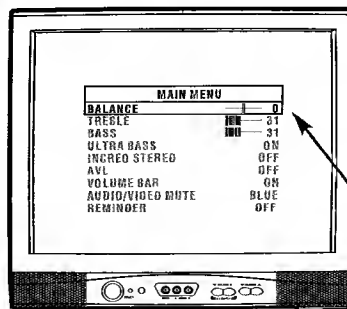 MAIN MENU
BALANCE 0
TREBLE 31
BASS 31
ULTRA BASS ON
INCREO STEREO OFF
AVL OFF
VOLUME BAR ON
AUDIO/VIDEO MUTE BLUE
REMINDER OFF